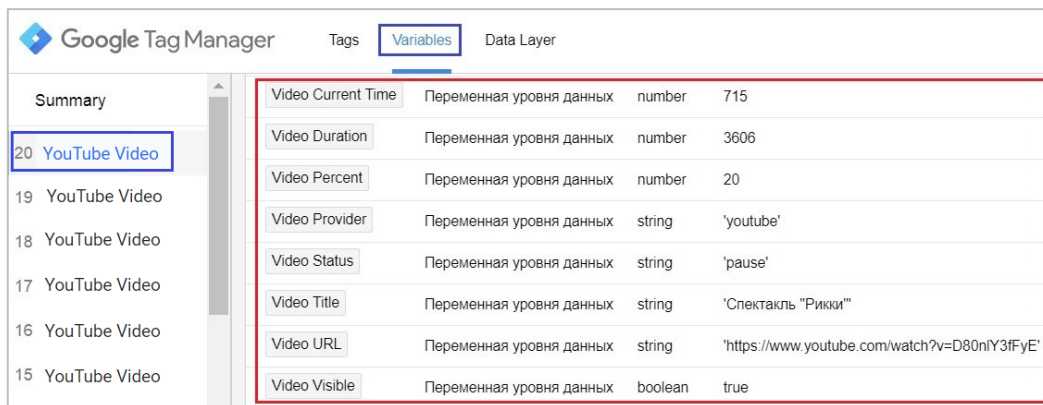 Google Tag Manager Tags Variables Data Layer
Summary
20 YouTube Video
19 YouTube Video
18 YouTube Video
17 YouTube Video
16 YouTube Video
15 YouTube Video
Video Current Time Переменная уровня данных number 715
Video Duration Переменная уровня данных number 3606
Video Percent Переменная уровня данных number 20
Video Provider Переменная уровня данных string 'youtube'
Video Status Переменная уровня данных string 'pause'
Video Title Переменная уровня данных string 'Спектакль "Рикки"'
Video URL Переменная уровня данных string 'https://www.youtube.com/watch?v=D80nlY3fFyE'
Video Visible Переменная уровня данных boolean true